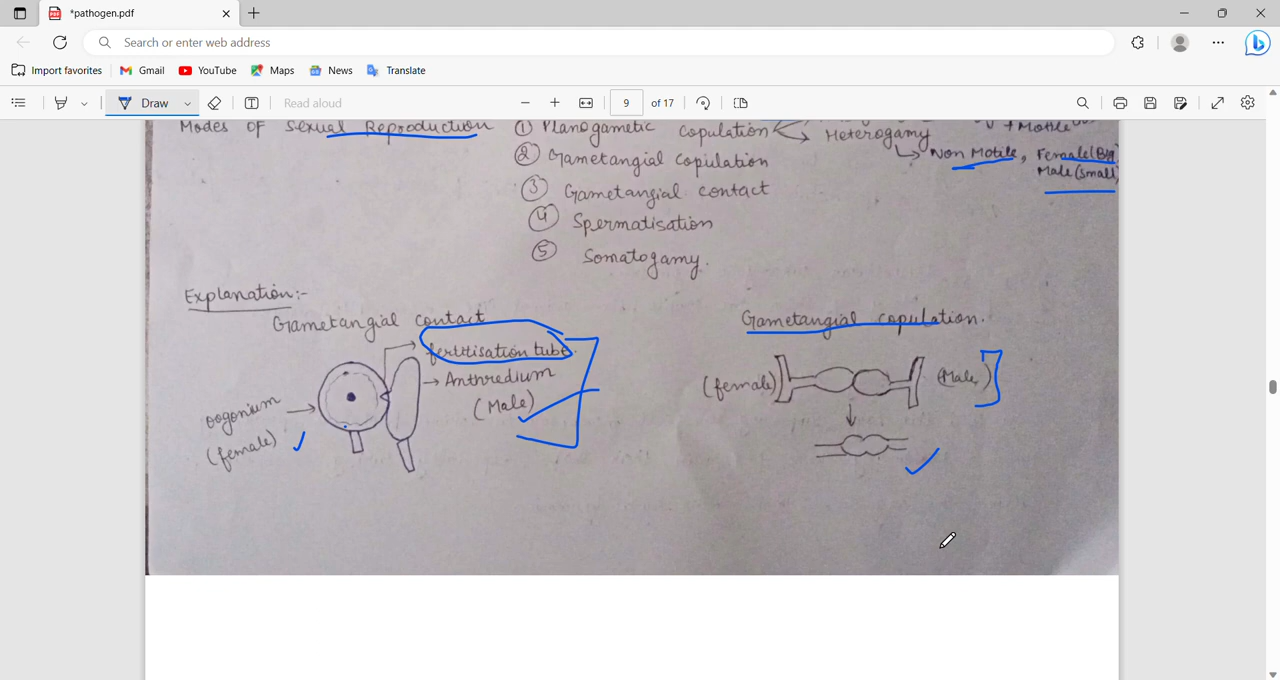 *pathogen.pdf
Search or enter web address
Import favorites Gmail YouTube Maps News Translate
Draw Read aloud 9 of 17
Modes of Sexual Reproduction ① Planogametic copulation Heterogamy + Motile
Non Motile, Female(Big)
Male(Small)
② Gametangial copulation
③ Gametangial contact
④ Spermatisation
⑤ Somatogamy.
Explanation:-
Gametangial contact
fertilisation tube.
Anthredium
(Male)
oogonium
(female)
Gametangial copulation.
(female) (Male)